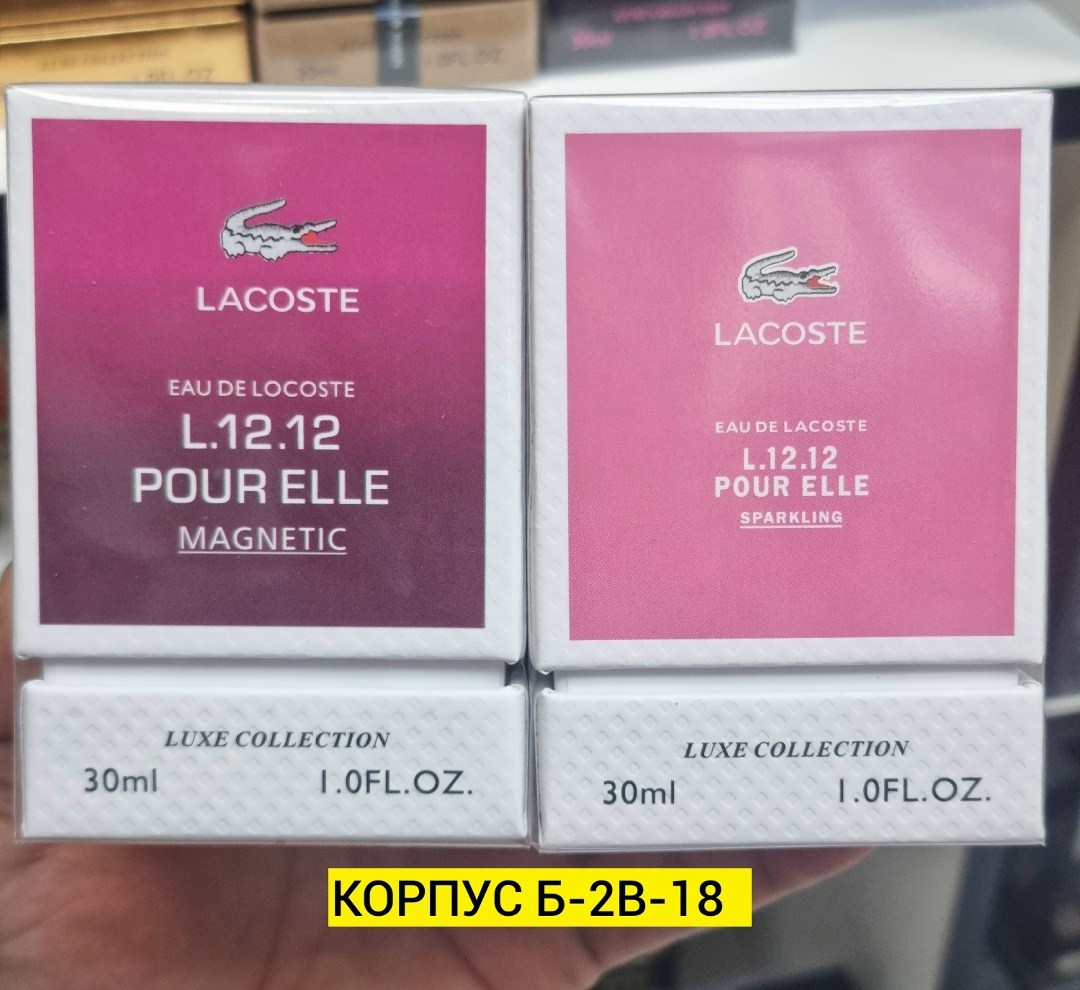 LACOSTE
EAU DE LOCOSTE
L.12.12
POUR ELLE
MAGNETIC
LUXE COLLECTION
30ml 1.0FL.OZ.
LACOSTE
EAU DE LACOSTE
L.12.12
POUR ELLE
SPARKLING
LUXE COLLECTION
30ml 1.0FL.OZ.
КОРПУС Б-2В-18